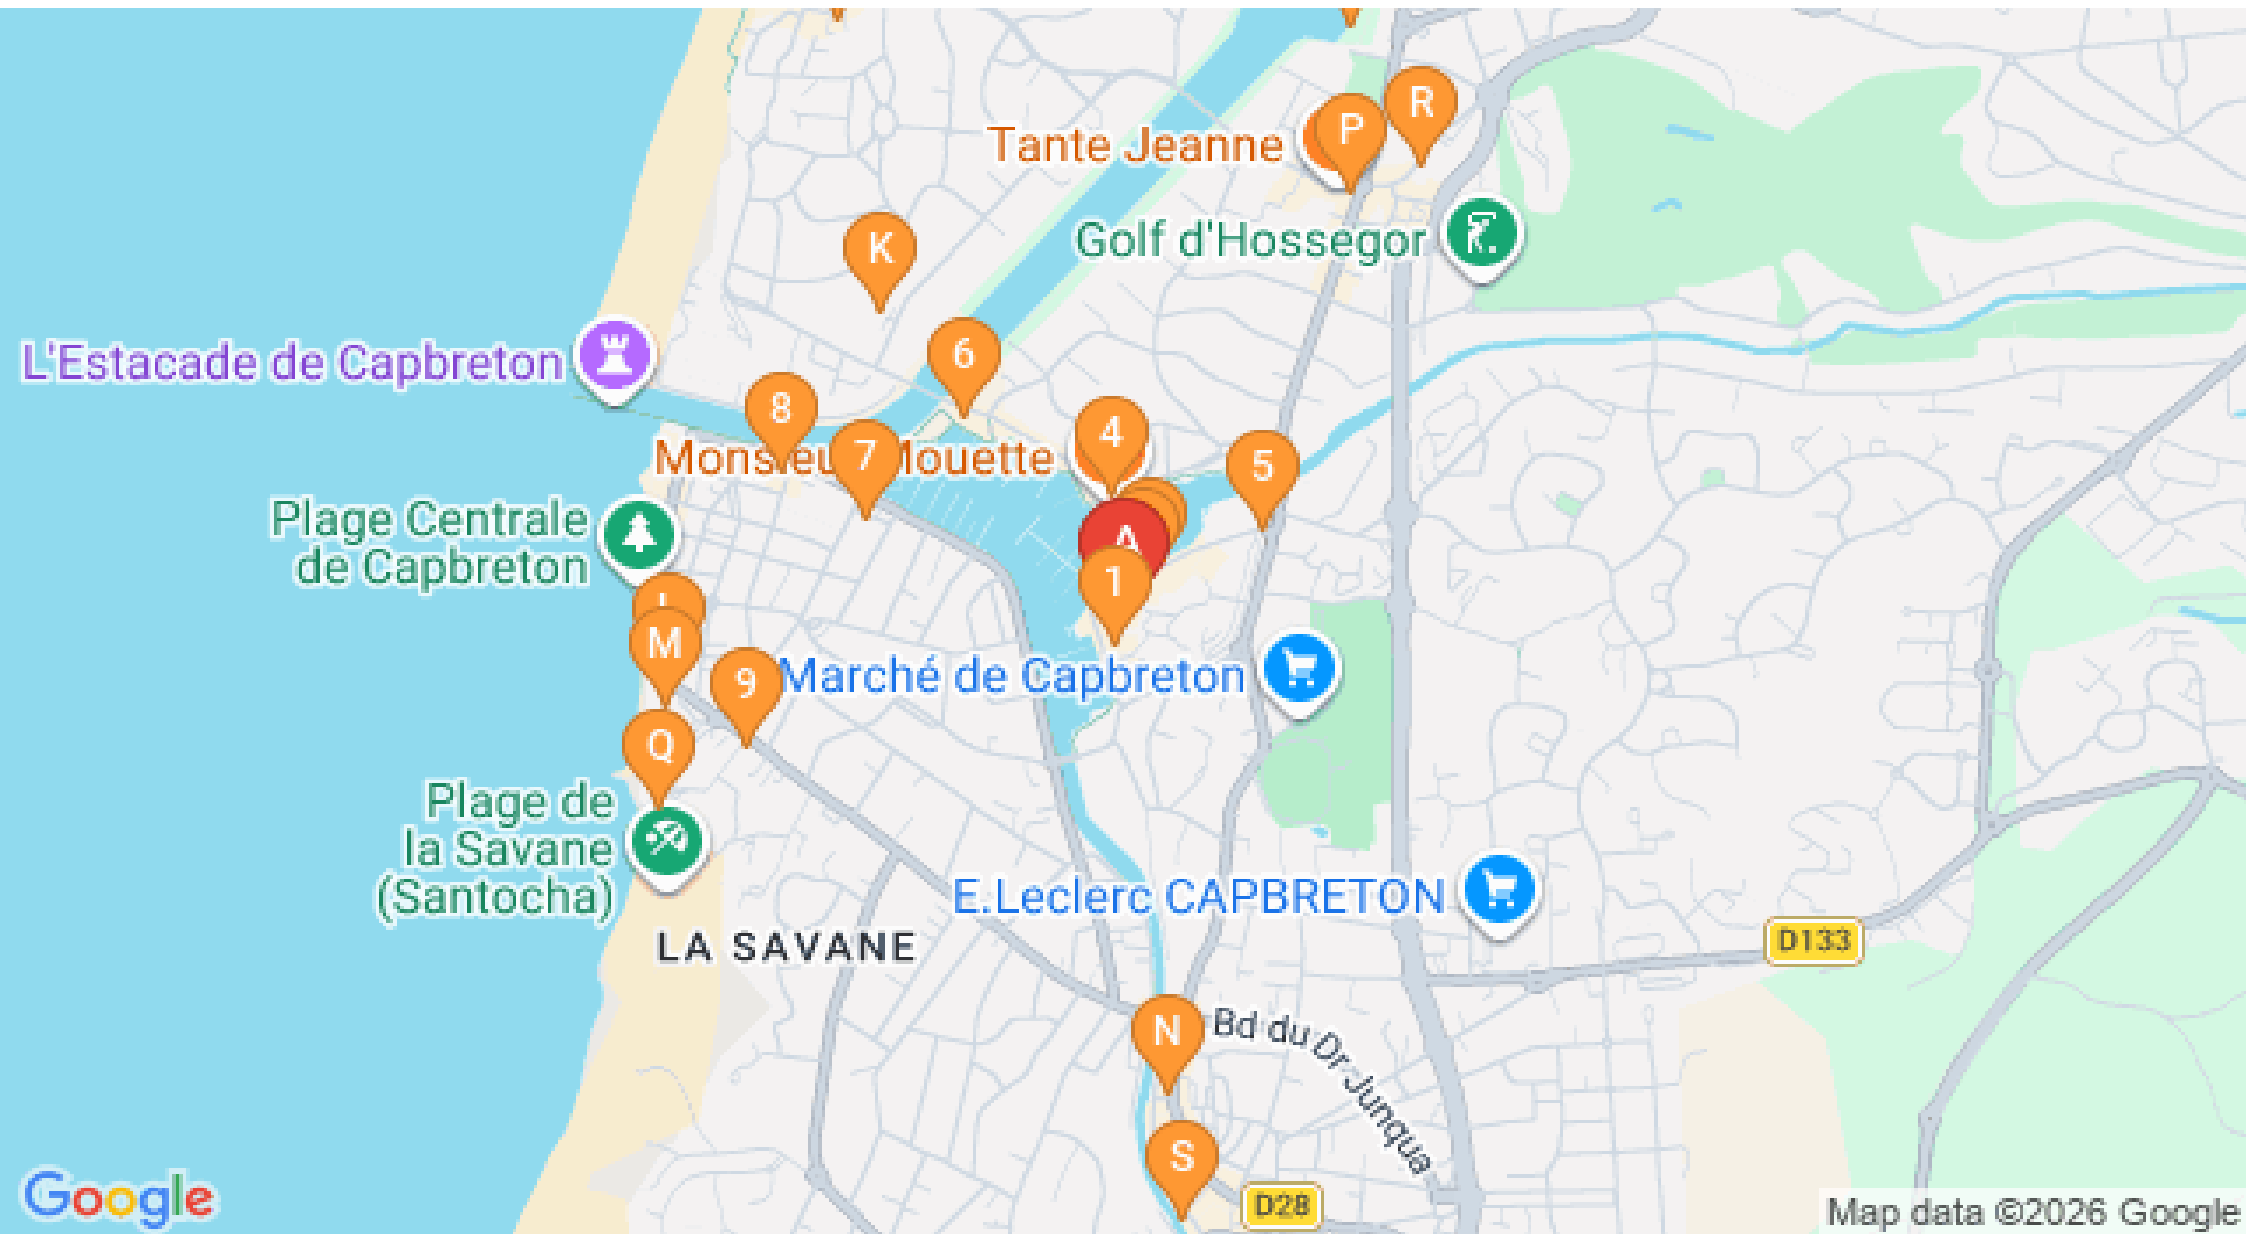 R
P
Tante Jeanne
Golf d'Hossegor
K
L'Estacade de Capbreton
6
8
4
Monsieur Mouette
7
5
Plage Centrale
de Capbreton
A
1
M
Marché de Capbreton
9
Q
Plage de
la Savane
(Santocha)
E.Leclerc CAPBRETON
LA SAVANE
D133
N
Bd du Dr Junqua
S
D28
Google
Map data ©2026 Google